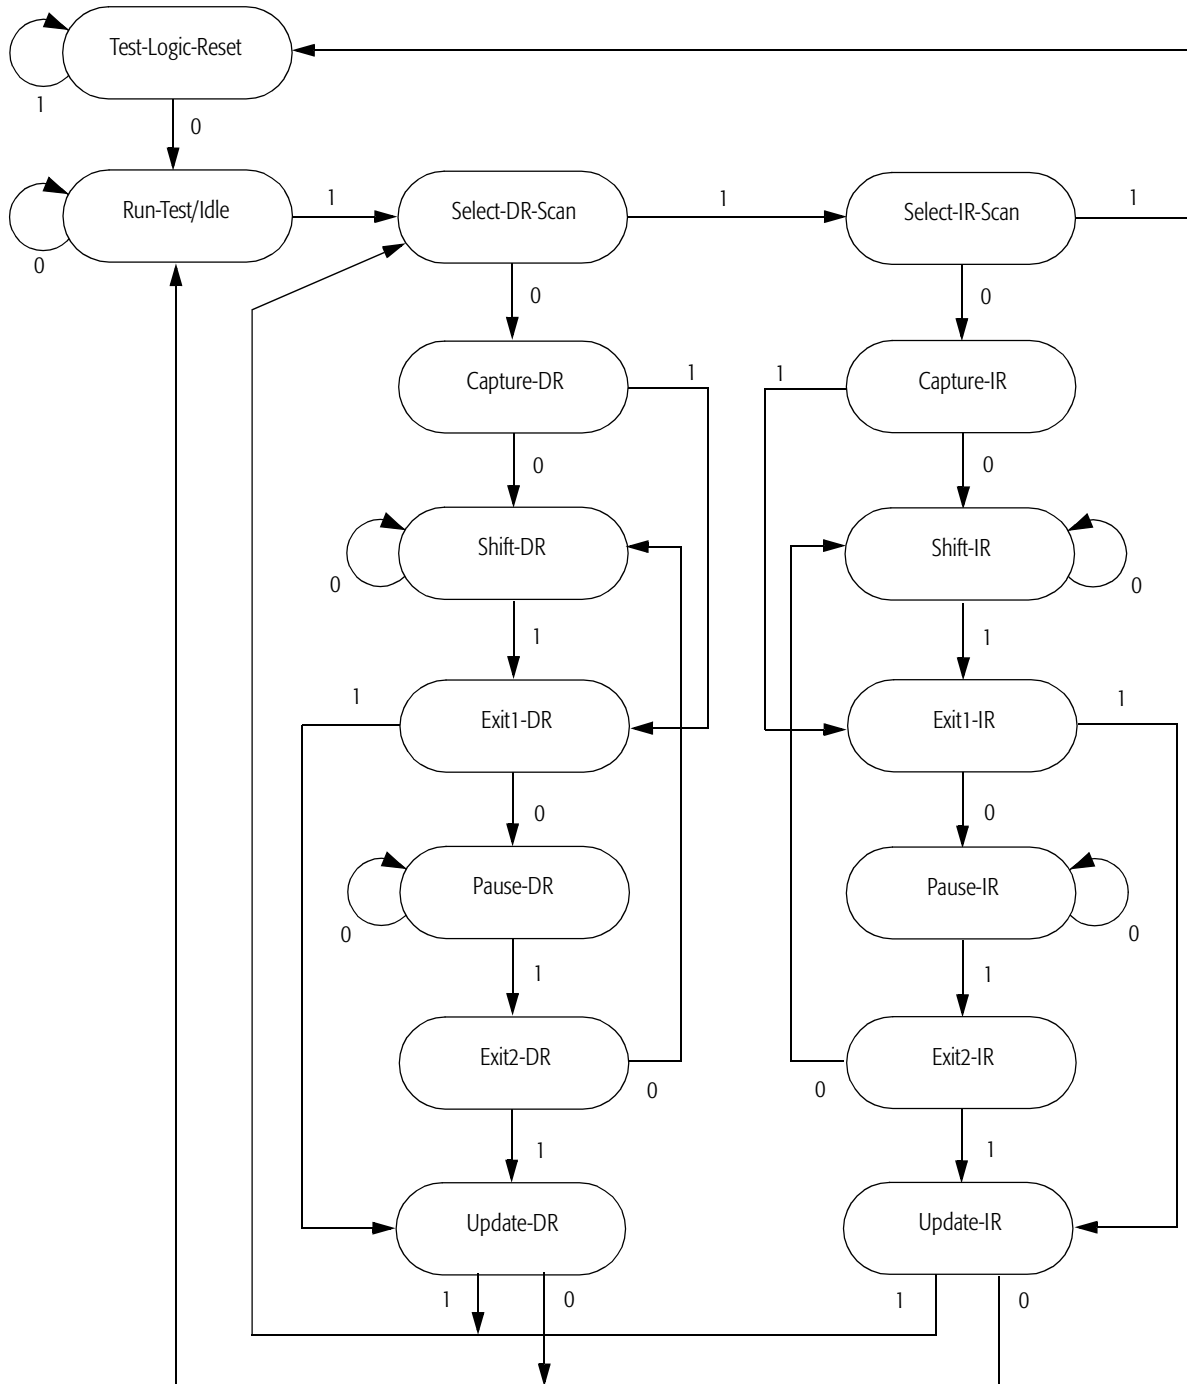 Test-Logic-Reset
1
0
Run-Test/Idle
1
Select-DR-Scan
1
Select-IR-Scan
1
0
0
0
Capture-DR
1
1
Capture-IR
0
0
Shift-DR
Shift-IR
0
0
1
1
1
Exit1-DR
Exit1-IR
1
0
0
Pause-DR
Pause-IR
0
0
1
1
Exit2-DR
Exit2-IR
0
0
1
1
Update-DR
Update-IR
1
0
1
0